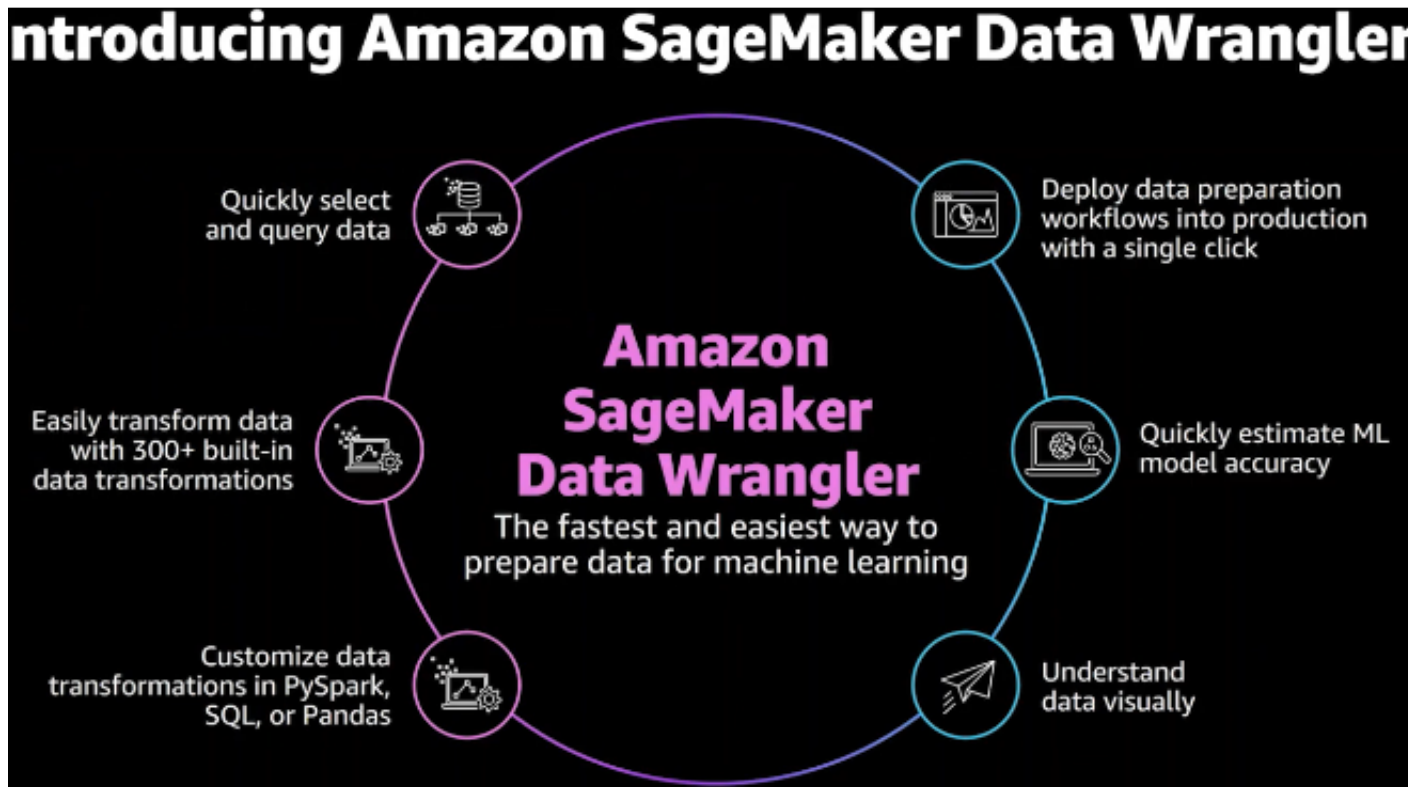 ntroducing Amazon SageMaker Data Wrangler
Quickly select
and query data
Easily transform data
with 300+ built-in
data transformations
Customize data
transformations in PySpark,
SQL, or Pandas
Amazon
SageMaker
Data Wrangler
The fastest and easiest way to
prepare data for machine learning
Deploy data preparation
workflows into production
with a single click
Quickly estimate ML
model accuracy
Understand
data visually